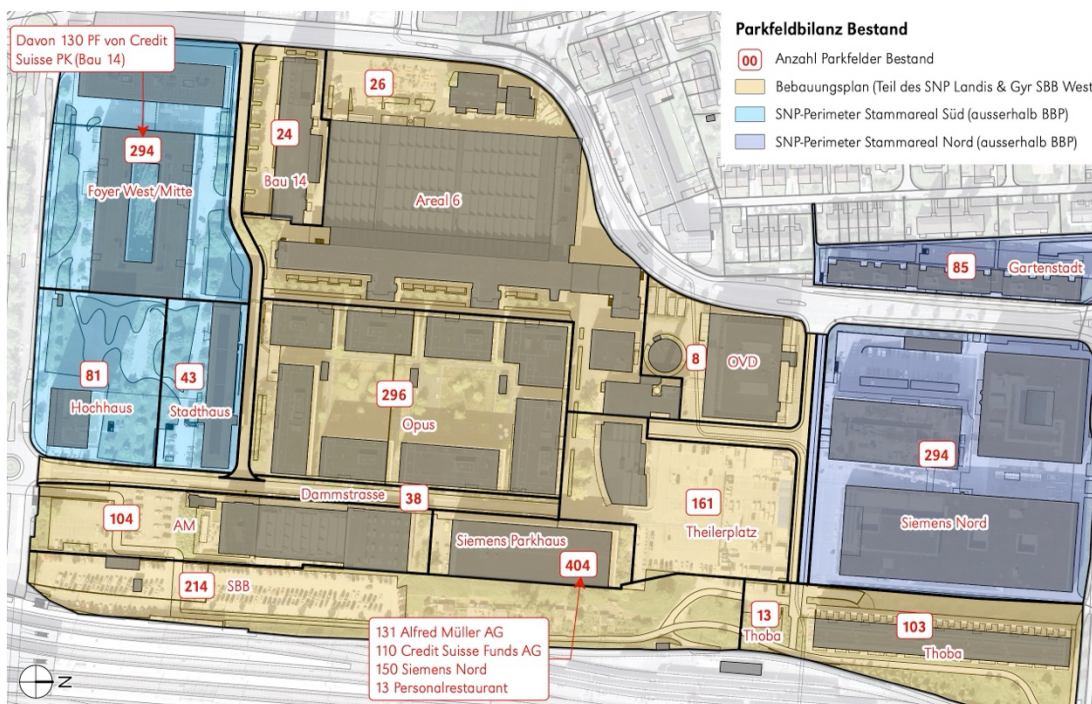 Parkfeldbilanz Bestand
00 Anzahl Parkfelder Bestand
Bebauungsplan (Teil des SNP Landis & Gyr SBB West
SNP-Perimeter Stammareal Süd (ausserhalb BBP)
SNP-Perimeter Stammareal Nord (ausserhalb BBP)
Davon 130 PF von Credit
Suisse PK (Bau 14)
294
Foyer West/Mitte
24
Bau 14
26
Areal 6
85
Gartenstadt
81
Hochhaus
43
Stadthaus
296
Opus
8
OVD
294
Siemens Nord
Dammstrasse
38
104
AM
Siemens Parkhaus
404
161
Theilerplatz
214
SBB
13
Thoba
103
Thoba
131 Alfred Müller AG
110 Credit Suisse Funds AG
150 Siemens Nord
13 Personalrestaurant
N